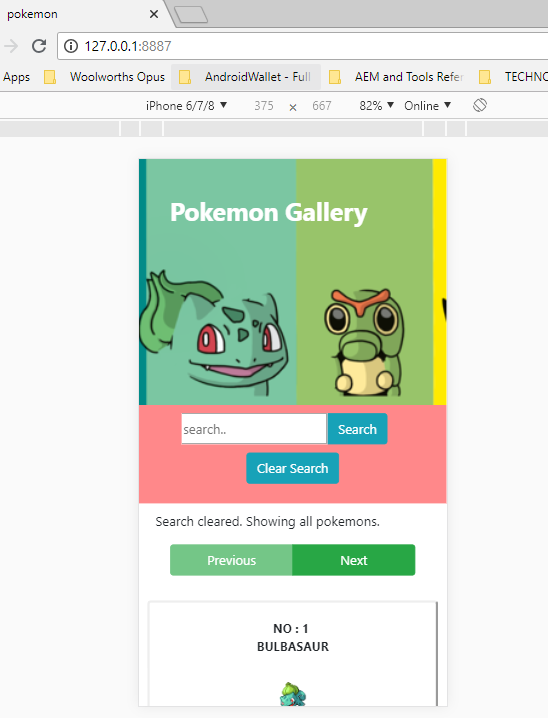 pokemon
127.0.0.1:8887
Apps Woolworths Opus AndroidWallet - Full AEM and Tools Refer TECHNO
iPhone 6/7/8 ▼ 375 × 667 82% ▼ Online ▼
Pokemon Gallery
search.. Search
Clear Search
Search cleared. Showing all pokemons.
Previous Next
NO : 1
BULBASAUR